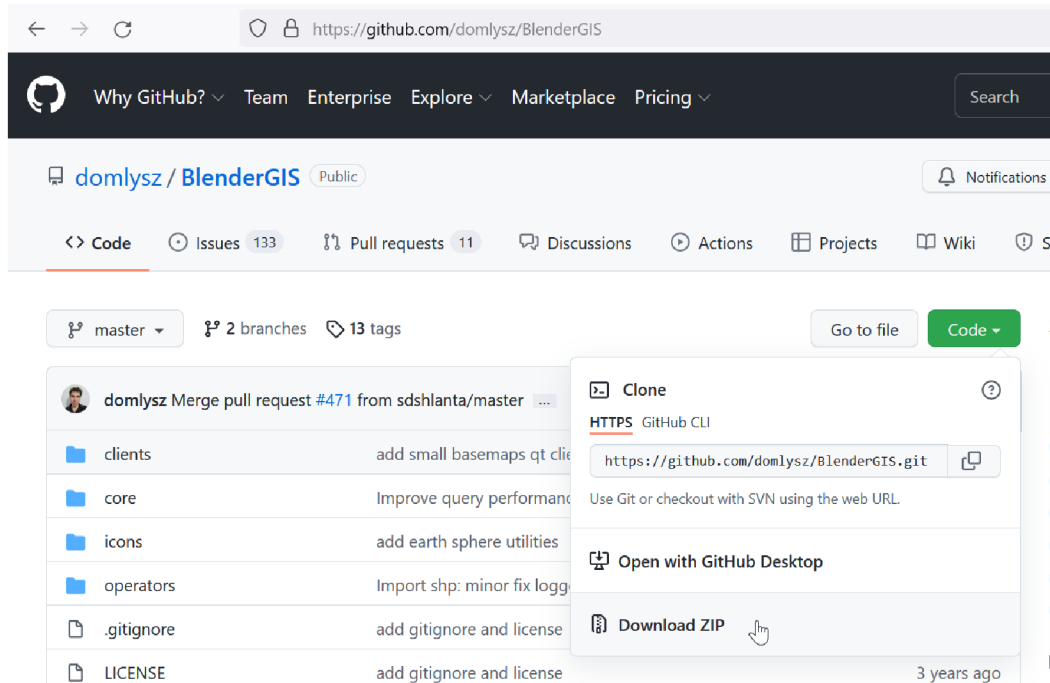 https://github.com/domlysz/BlenderGIS
Why GitHub? Team Enterprise Explore Marketplace Pricing Search
domlysz / BlenderGIS Public Notifications
Code Issues 133 Pull requests 11 Discussions Actions Projects Wiki S
master 2 branches 13 tags Go to file Code
domlysz Merge pull request #471 from sdshlanta/master ...
clients add small basemaps qt clie
core Improve query performanc
icons add earth sphere utilities
operators Import shp: minor fix logg
.gitignore add gitignore and license
LICENSE add gitignore and license 3 years ago
Clone
HTTPS GitHub CLI
https://github.com/domlysz/BlenderGIS.git
Use Git or checkout with SVN using the web URL.
Open with GitHub Desktop
Download ZIP